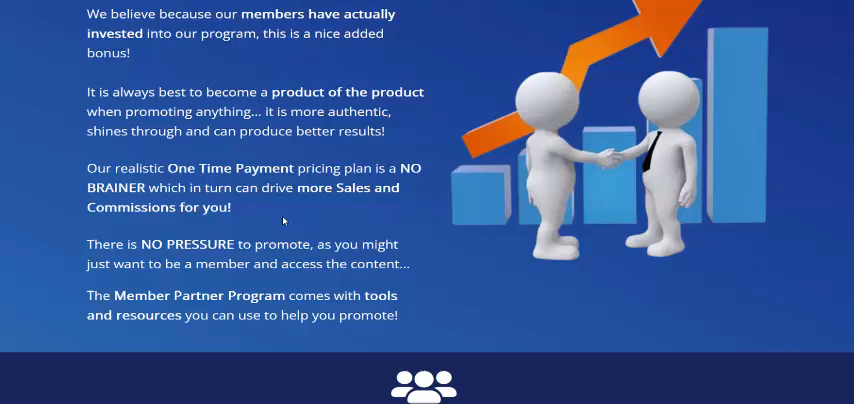 We believe because our members have actually
invested into our program, this is a nice added
bonus!
It is always best to become a product of the product
when promoting anything... it is more authentic,
shines through and can produce better results!
Our realistic One Time Payment pricing plan is a NO
BRAINER which in turn can drive more Sales and
Commissions for you!
There is NO PRESSURE to promote, as you might
just want to be a member and access the content...
The Member Partner Program comes with tools
and resources you can use to help you promote!